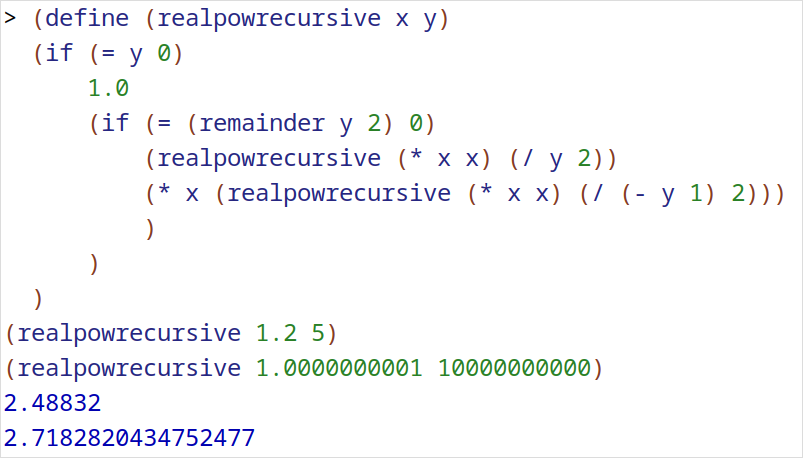 > (define (realpowrecursive x y)
  (if (= y 0)
      1.0
      (if (= (remainder y 2) 0)
          (realpowrecursive (* x x) (/ y 2))
          (* x (realpowrecursive (* x x) (/ (- y 1) 2)))
          )
      )
  )
(realpowrecursive 1.2 5)
(realpowrecursive 1.0000000001 10000000000)
2.48832
2.7182820434752477